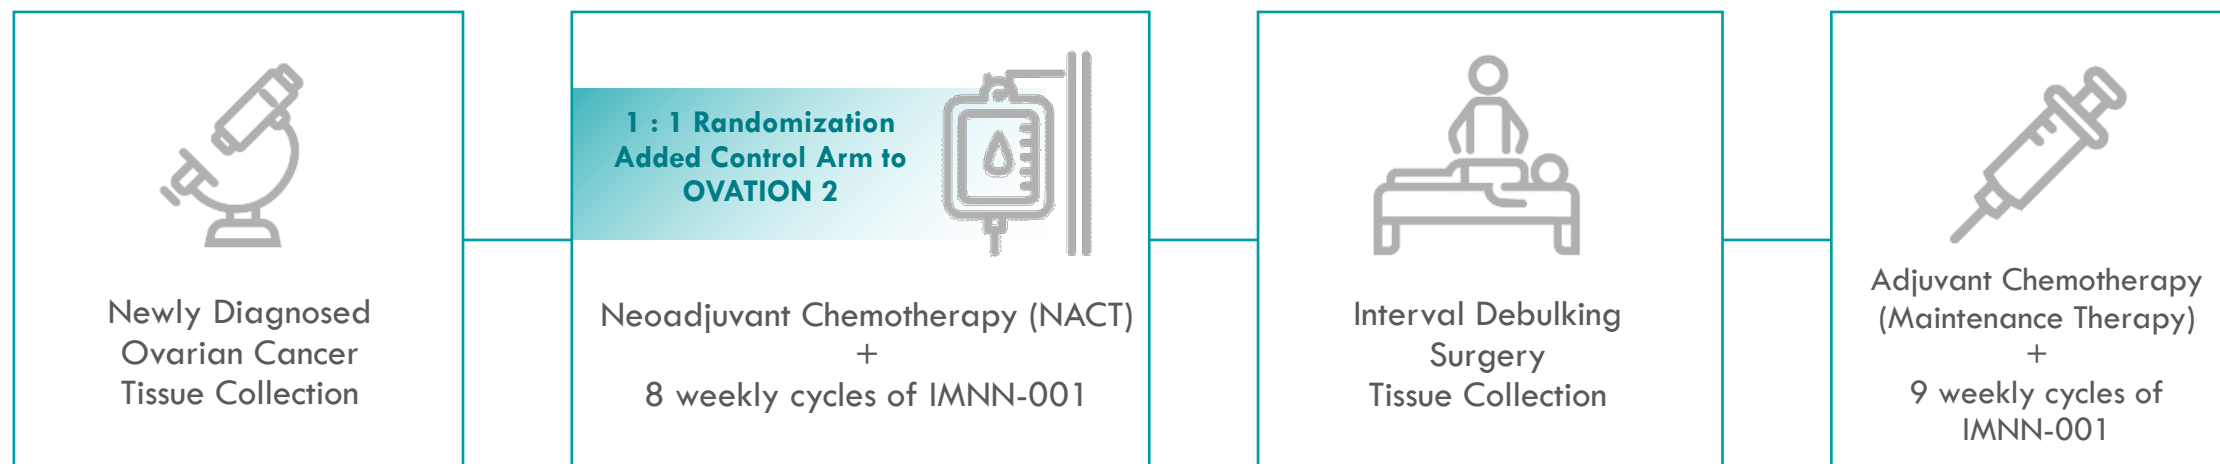 Newly Diagnosed
Ovarian Cancer
Tissue Collection
1 : 1 Randomization
Added Control Arm to
OVATION 2
Neoadjuvant Chemotherapy (NACT)
+
8 weekly cycles of IMNN-001
Interval Debulking
Surgery
Tissue Collection
Adjuvant Chemotherapy
(Maintenance Therapy)
+
9 weekly cycles of
IMNN-001